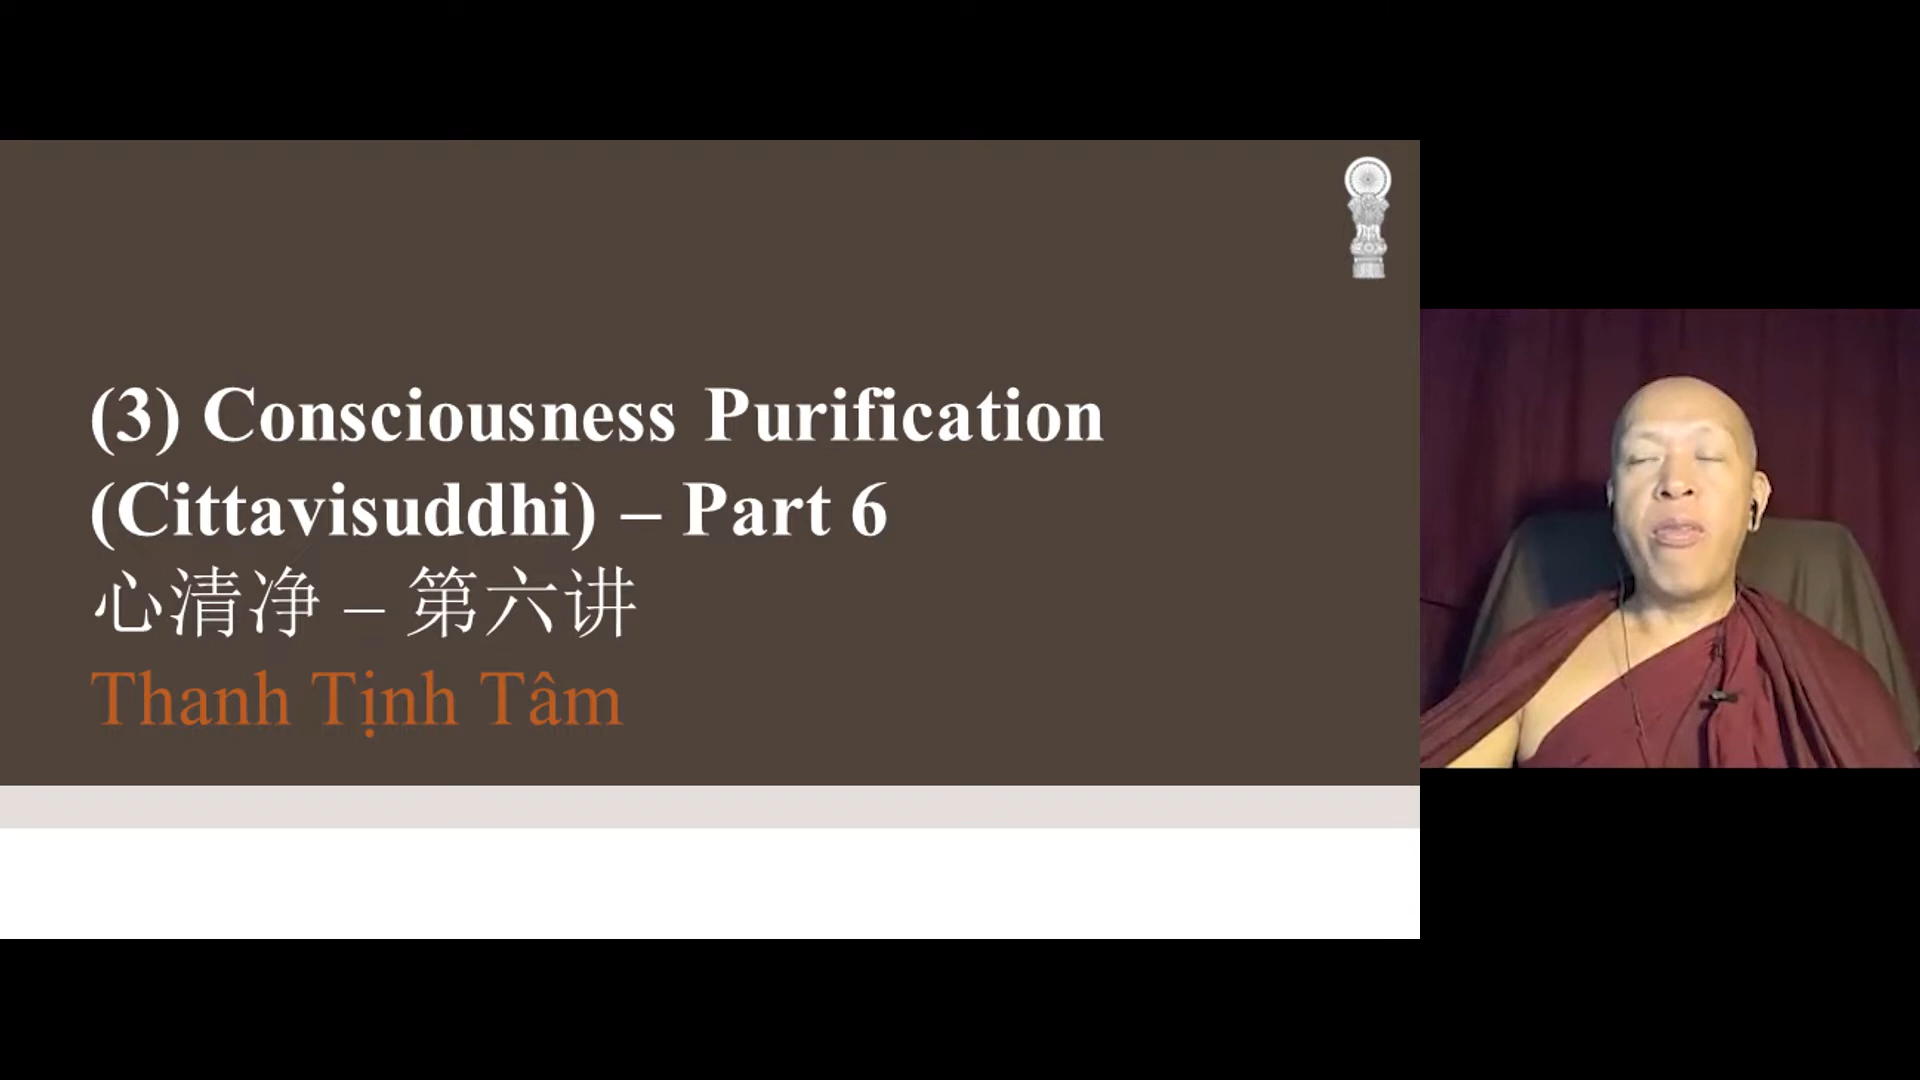 (3) Consciousness Purification
(Cittavisuddhi) – Part 6
心清净 – 第六讲
Thanh Tịnh Tâm